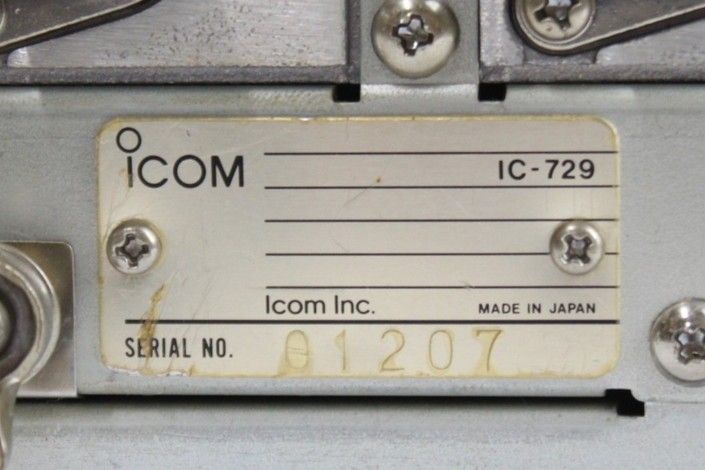 ICOM
IC-729
Icom Inc.
MADE IN JAPAN
SERIAL NO. 01207